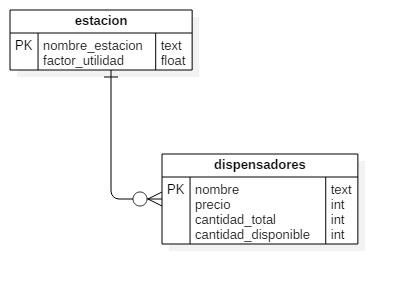 estacion
PK nombre_estacion text
factor_utilidad float
dispensadores
PK nombre text
precio int
cantidad_total int
cantidad_disponible int